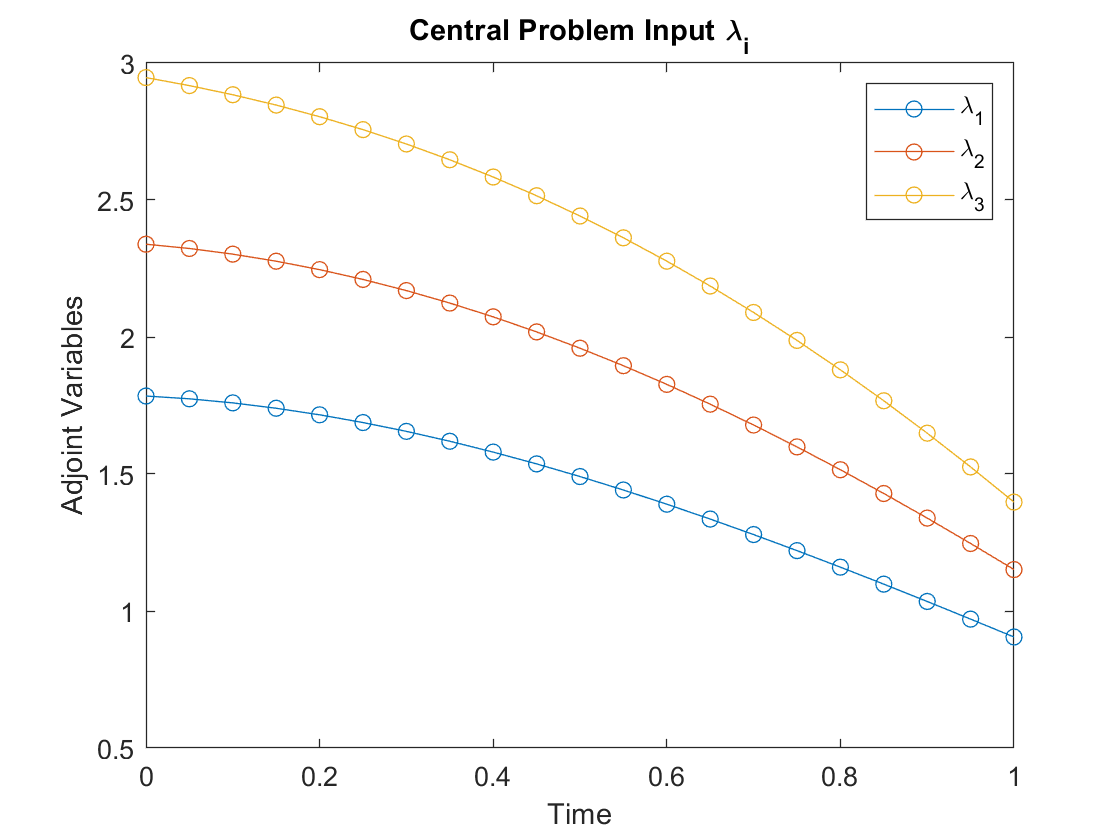 Central Problem Input λi
3
2.5
2
1.5
1
0.5
0 0.2 0.4 0.6 0.8 1
Adjoint Variables
Time
λ1
λ2
λ3